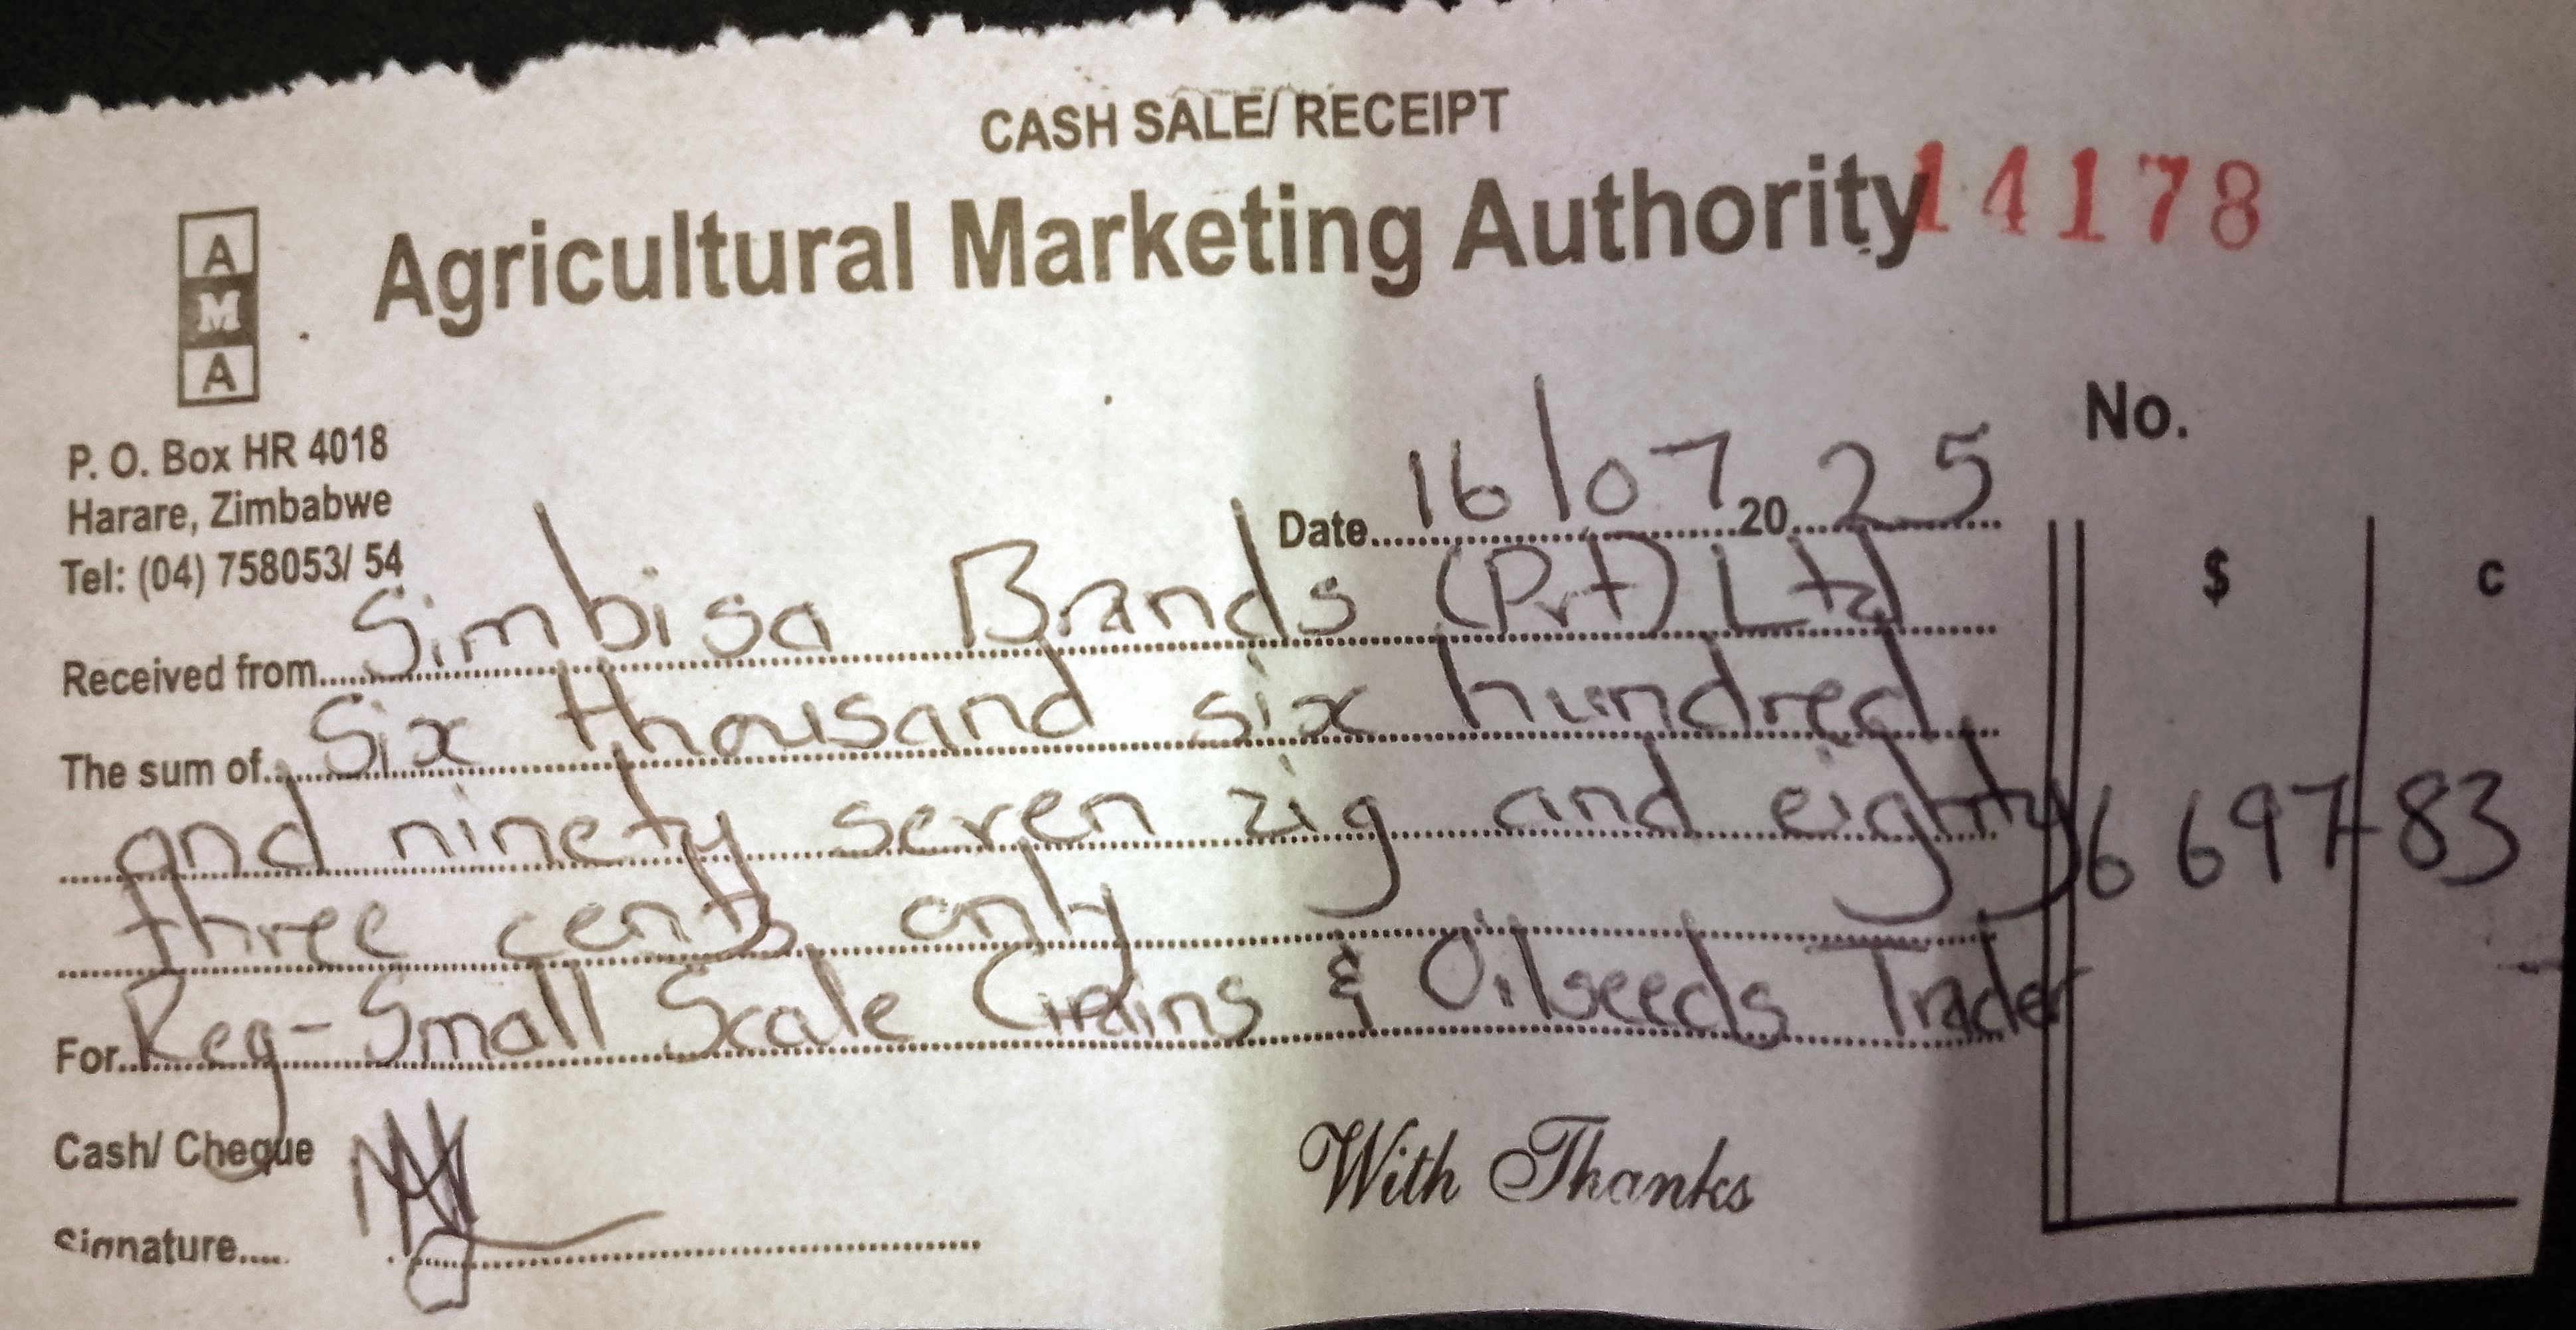 CASH SALE/ RECEIPT
Agricultural Marketing Authority 14178
A
M
A
P. O. Box HR 4018
Harare, Zimbabwe
Tel: (04) 758053/ 54
No.
Date 16/07 20 25
$ c
Received from Simbisa Brands (Pvt) Ltd
The sum of Six thousand six hundred
and ninety seven zig and eighty 6 697 - 83
three cents only
For Reg - Small Scale Grains & Oilseeds Trader
Cash/ Cheque
With Thanks
Signature